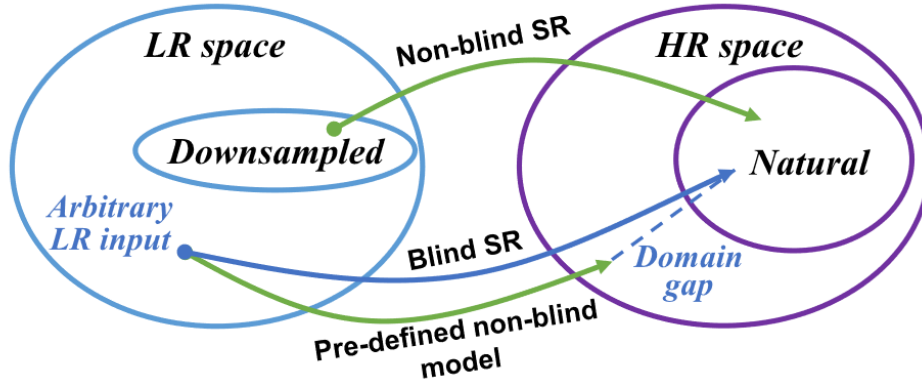 LR space
Non-blind SR
HR space
Downsampled
Natural
Arbitrary
LR input
Blind SR
Domain
gap
Pre-defined non-blind
model